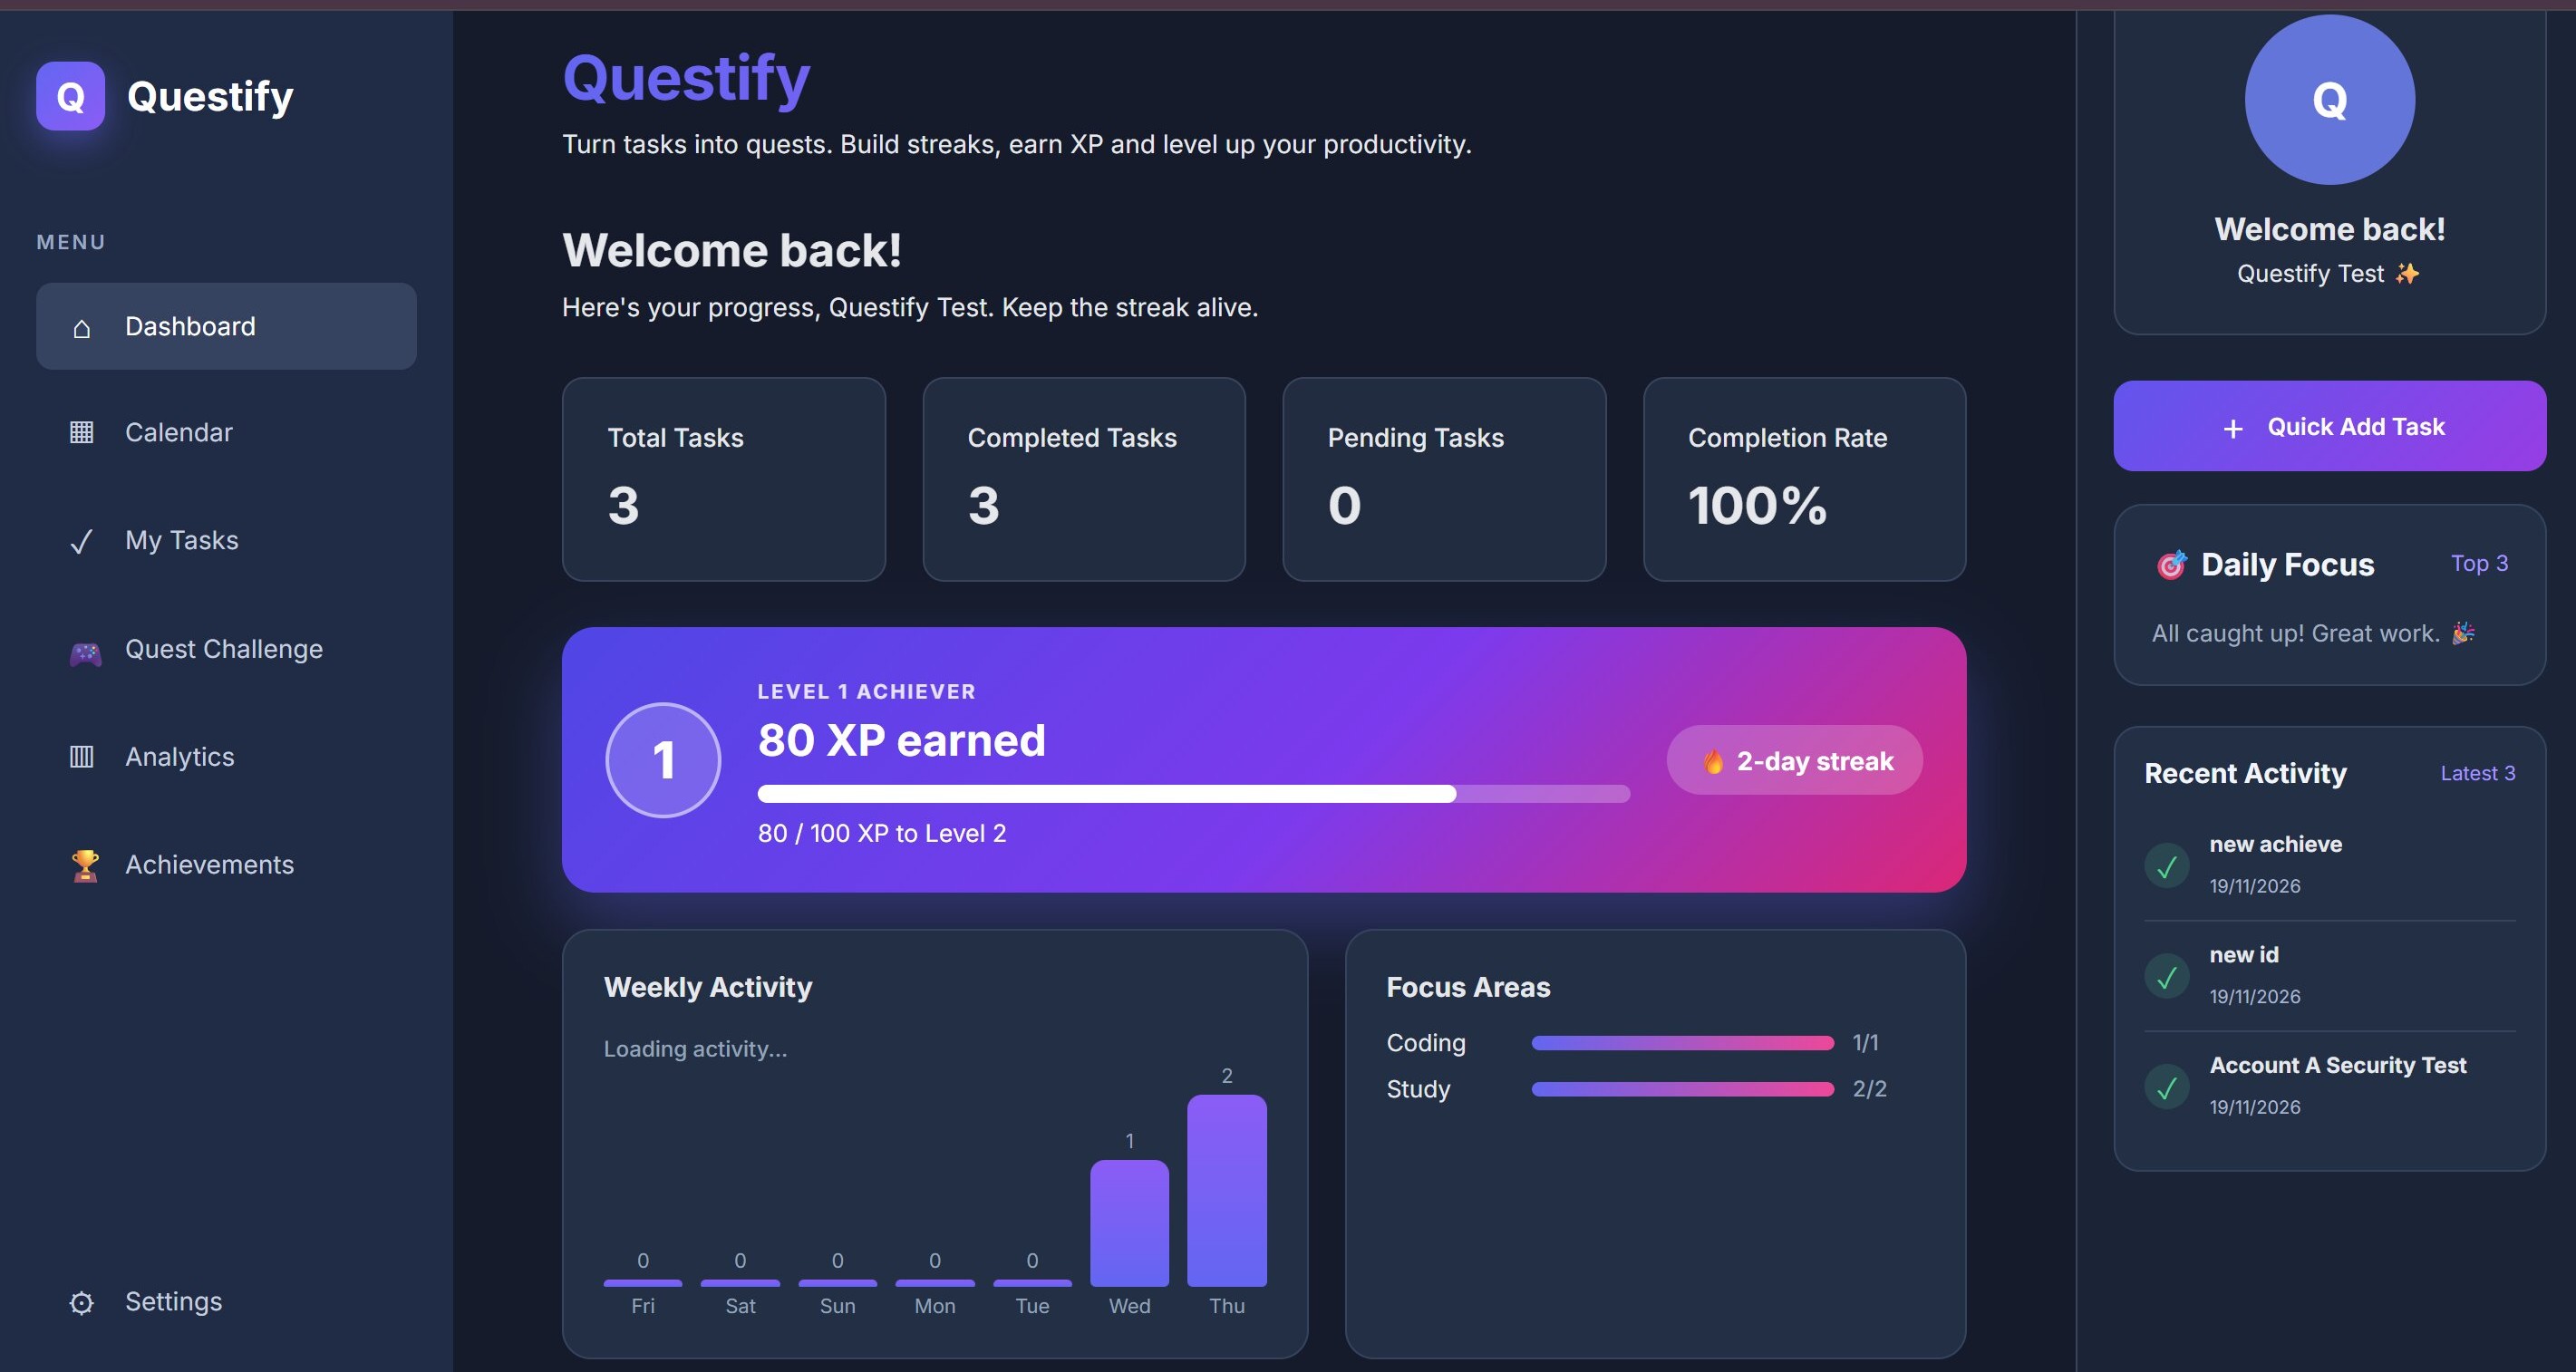 Q Questify
MENU
Dashboard
Calendar
My Tasks
Quest Challenge
Analytics
Achievements
Settings
Questify
Turn tasks into quests. Build streaks, earn XP and level up your productivity.
Welcome back!
Here's your progress, Questify Test. Keep the streak alive.
Total Tasks
3
Completed Tasks
3
Pending Tasks
0
Completion Rate
100%
1
LEVEL 1 ACHIEVER
80 XP earned
80 / 100 XP to Level 2
🔥 2-day streak
Weekly Activity
Loading activity...
0 0 0 0 0 1 2
Fri Sat Sun Mon Tue Wed Thu
Focus Areas
Coding 1/1
Study 2/2
Q
Welcome back!
Questify Test ✨
+ Quick Add Task
🎯 Daily Focus Top 3
All caught up! Great work. 🎉
Recent Activity Latest 3
✓ new achieve
19/11/2026
✓ new id
19/11/2026
✓ Account A Security Test
19/11/2026